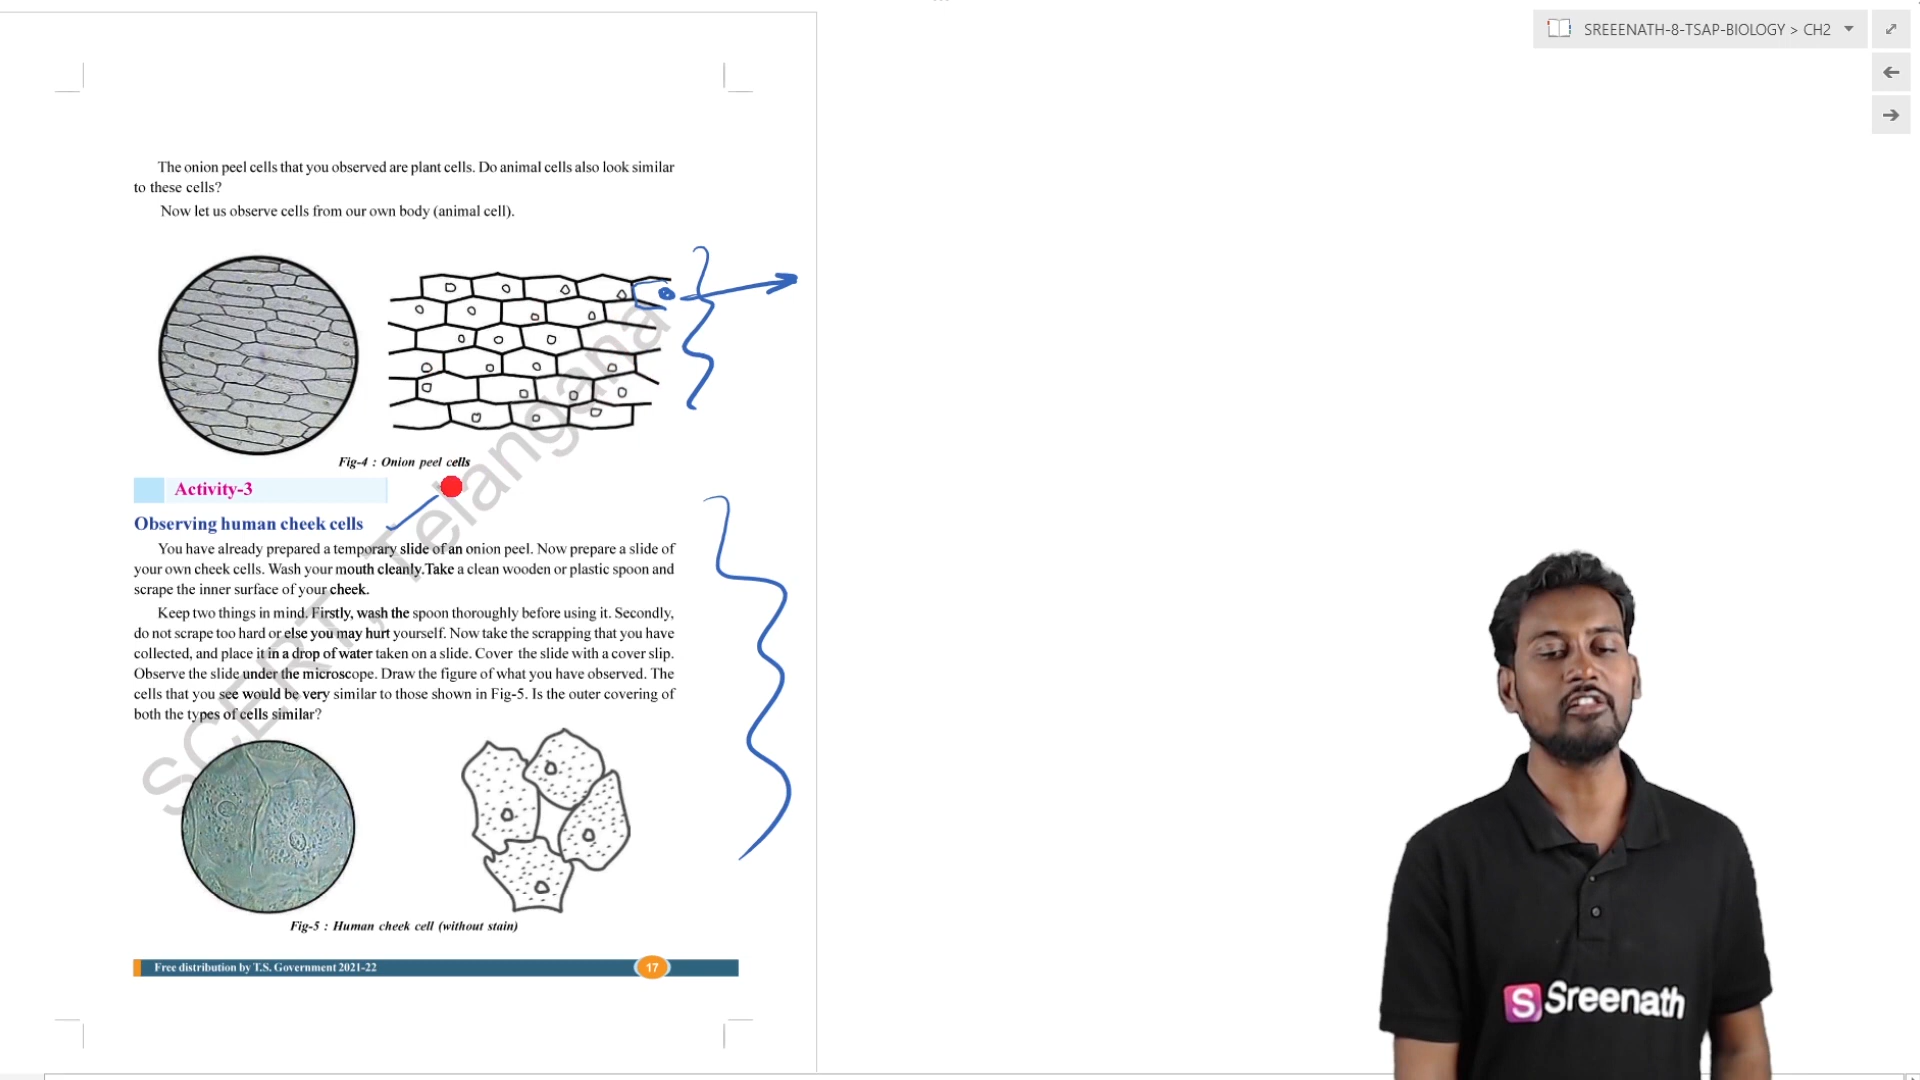 SREEENATH-8-TSAP-BIOLOGY > CH2
The onion peel cells that you observed are plant cells. Do animal cells also look similar
to these cells?
Now let us observe cells from our own body (animal cell).
Fig-4 : Onion peel cells
Activity-3
Observing human cheek cells
You have already prepared a temporary slide of an onion peel. Now prepare a slide of
your own cheek cells. Wash your mouth cleanly.Take a clean wooden or plastic spoon and
scrape the inner surface of your cheek.
Keep two things in mind. Firstly, wash the spoon thoroughly before using it. Secondly,
do not scrape too hard or else you may hurt yourself. Now take the scrapping that you have
collected, and place it in a drop of water taken on a slide. Cover the slide with a cover slip.
Observe the slide under the microscope. Draw the figure of what you have observed. The
cells that you see would be very similar to those shown in Fig-5. Is the outer covering of
both the types of cells similar?
Fig-5 : Human cheek cell (without stain)
Free distribution by T.S. Government 2021-22
17
SCERT, Telangana
S Sreenath